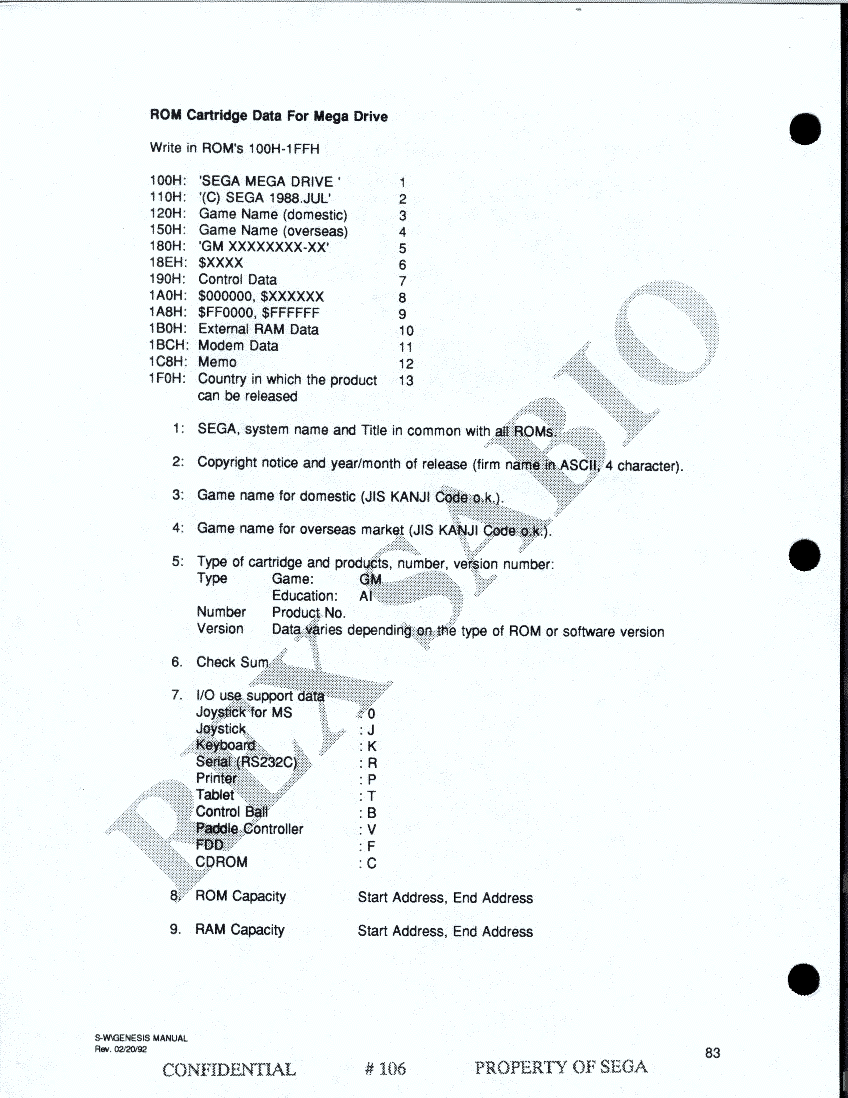 ROM Cartridge Data For Mega Drive
Write in ROM's 100H-1FFH
100H: 'SEGA MEGA DRIVE ' 1
110H: '(C) SEGA 1988.JUL' 2
120H: Game Name (domestic) 3
150H: Game Name (overseas) 4
180H: 'GM XXXXXXXX-XX' 5
18EH: $XXXX 6
190H: Control Data 7
1A0H: $000000, $XXXXXX 8
1A8H: $FF0000, $FFFFFF 9
1B0H: External RAM Data 10
1BCH: Modem Data 11
1C8H: Memo 12
1F0H: Country in which the product 13
can be released
1: SEGA, system name and Title in common with all ROMs.
2: Copyright notice and year/month of release (firm name in ASCII, 4 character).
3: Game name for domestic (JIS KANJI Code o.k.).
4: Game name for overseas market (JIS KANJI Code o.k.).
5: Type of cartridge and products, number, version number:
Type Game: GM
Education: AI
Number Product No.
Version Data varies depending on the type of ROM or software version
6. Check Sum
7. I/O use support data
Joystick for MS : 0
Joystick : J
Keyboard : K
Serial (RS232C) : R
Printer : P
Tablet : T
Control Ball : B
Paddle Controller : V
FDD : F
CDROM : C
8. ROM Capacity Start Address, End Address
9. RAM Capacity Start Address, End Address
REX SABIO
S-W\GENESIS MANUAL
Rev. 02/20/92
83
CONFIDENTIAL # 106 PROPERTY OF SEGA